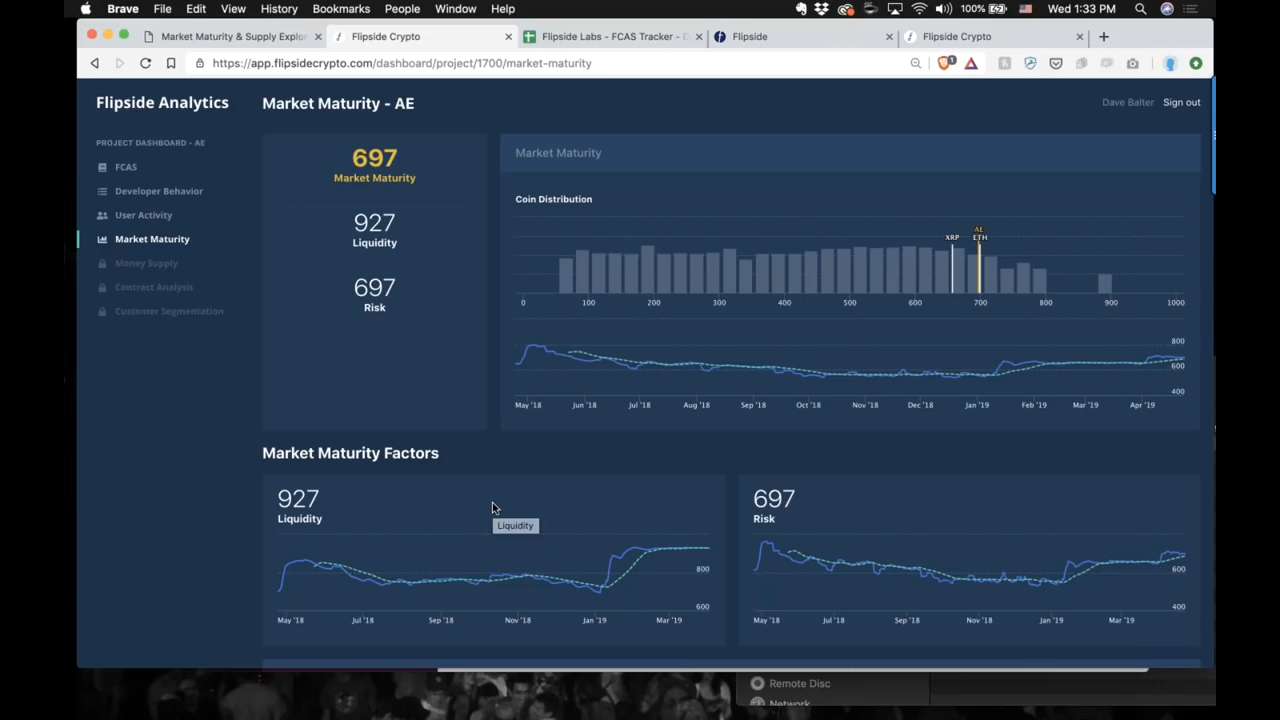 Brave File Edit View History Bookmarks People Window Help 100% Wed 1:33 PM
Market Maturity & Supply Explor Flipside Crypto Flipside Labs - FCAS Tracker - Flipside Flipside Crypto
https://app.flipsidecrypto.com/dashboard/project/1700/market-maturity 1
Flipside Analytics
Market Maturity - AE
Dave Balter Sign out
PROJECT DASHBOARD - AE
FCAS
Developer Behavior
User Activity
Market Maturity
Money Supply
Contract Analysis
Customer Segmentation
697
Market Maturity
927
Liquidity
697
Risk
Market Maturity
Coin Distribution
AE
XRP ETH
0 100 200 300 400 500 600 700 800 900 1000
800
600
400
May '18 Jun '18 Jul '18 Aug '18 Sep '18 Oct '18 Nov '18 Dec '18 Jan '19 Feb '19 Mar '19 Apr '19
Market Maturity Factors
927
Liquidity
Liquidity
800
600
May '18 Jul '18 Sep '18 Nov '18 Jan '19 Mar '19
697
Risk
600
400
May '18 Jul '18 Sep '18 Nov '18 Jan '19 Mar '19
Remote Disc
Network